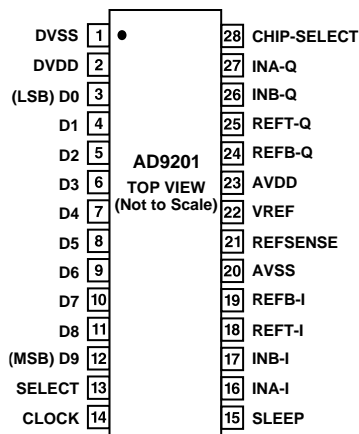 DVSS 1 28 CHIP-SELECT
DVDD 2 27 INA-Q
(LSB) D0 3 26 INB-Q
D1 4 25 REFT-Q
D2 5 24 REFB-Q
AD9201
D3 6 23 AVDD
TOP VIEW
(Not to Scale)
D4 7 22 VREF
D5 8 21 REFSENSE
D6 9 20 AVSS
D7 10 19 REFB-I
D8 11 18 REFT-I
(MSB) D9 12 17 INB-I
SELECT 13 16 INA-I
CLOCK 14 15 SLEEP